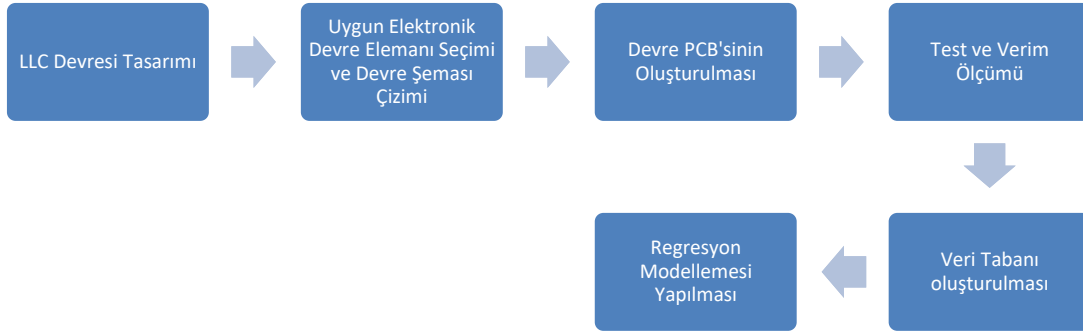 LLC Devresi Tasarımı
Uygun Elektronik
Devre Elemanı Seçimi
ve Devre Şeması
Çizimi
Devre PCB'sinin
Oluşturulması
Test ve Verim
Ölçümü
Veri Tabanı
oluşturulması
Regresyon
Modellemesi
Yapılması